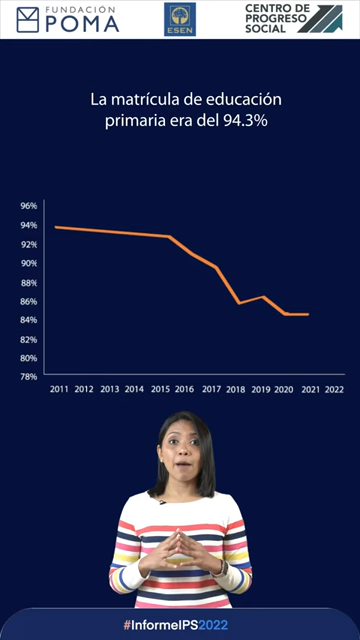 FUNDACIÓN
POMA
ESEN
CENTRO DE
PROGRESO
SOCIAL
La matrícula de educación
primaria era del 94.3%
96%
94%
92%
90%
88%
86%
84%
82%
80%
78%
2011 2012 2013 2014 2015 2016 2017 2018 2019 2020 2021 2022
#InformeIPS2022